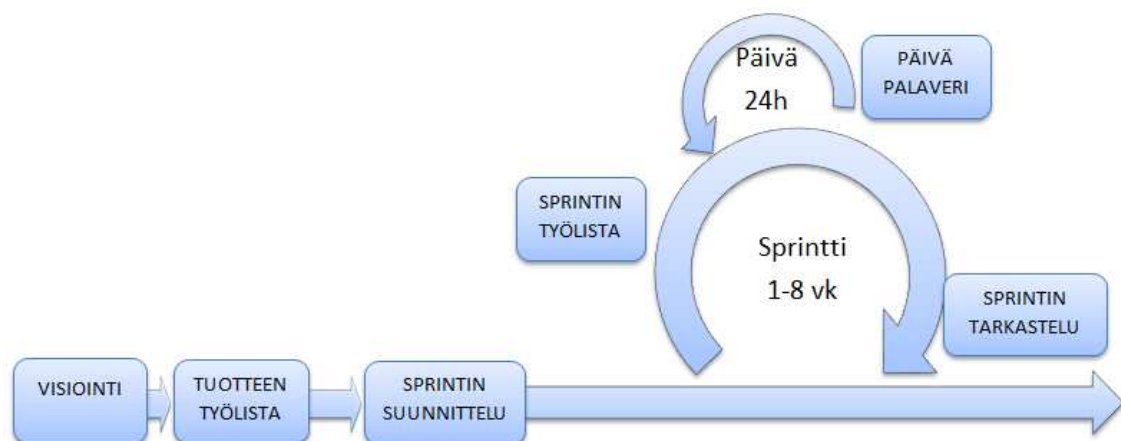 Päivä
24h
PÄIVÄ
PALAVERI
SPRINTIN
TYÖLISTA
Sprintti
1-8 vk
SPRINTIN
TARKASTELU
VISIOINTI
TUOTTEEN
TYÖLISTA
SPRINTIN
SUUNNITTELU